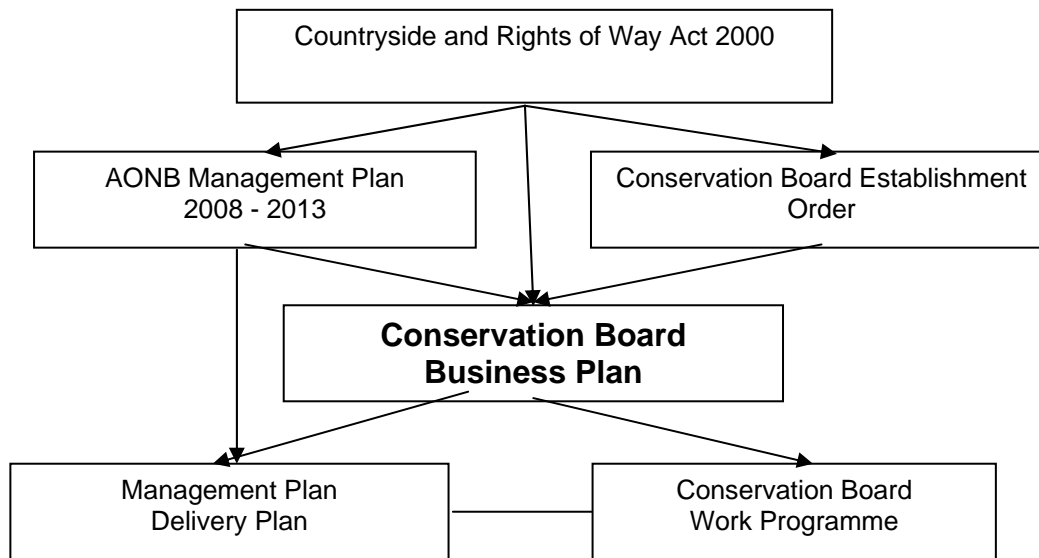 Countryside and Rights of Way Act 2000
AONB Management Plan
2008 - 2013
Conservation Board Establishment
Order
Conservation Board
Business Plan
Management Plan
Delivery Plan
Conservation Board
Work Programme